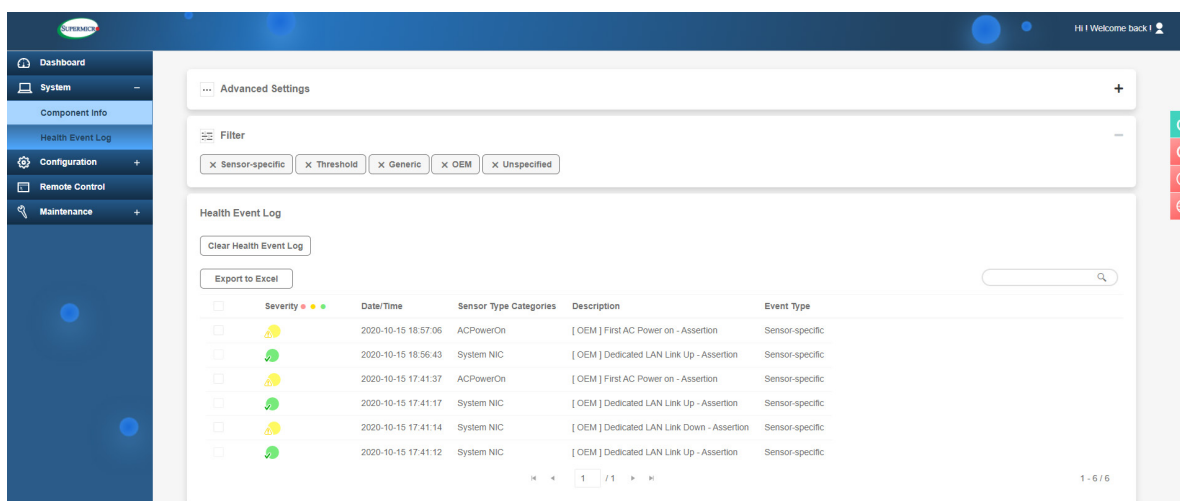 SUPERMICR
Hi ! Welcome back !
Dashboard
System −
Component Info
Health Event Log
Configuration +
Remote Control
Maintenance +
... Advanced Settings +
Filter −
× Sensor-specific × Threshold × Generic × OEM × Unspecified
Health Event Log
Clear Health Event Log
Export to Excel
Severity Date/Time Sensor Type Categories Description Event Type
2020-10-15 18:57:06 ACPowerOn [ OEM ] First AC Power on - Assertion Sensor-specific
2020-10-15 18:56:43 System NIC [ OEM ] Dedicated LAN Link Up - Assertion Sensor-specific
2020-10-15 17:41:37 ACPowerOn [ OEM ] First AC Power on - Assertion Sensor-specific
2020-10-15 17:41:17 System NIC [ OEM ] Dedicated LAN Link Up - Assertion Sensor-specific
2020-10-15 17:41:14 System NIC [ OEM ] Dedicated LAN Link Down - Assertion Sensor-specific
2020-10-15 17:41:12 System NIC [ OEM ] Dedicated LAN Link Up - Assertion Sensor-specific
1 / 1
1 - 6 / 6